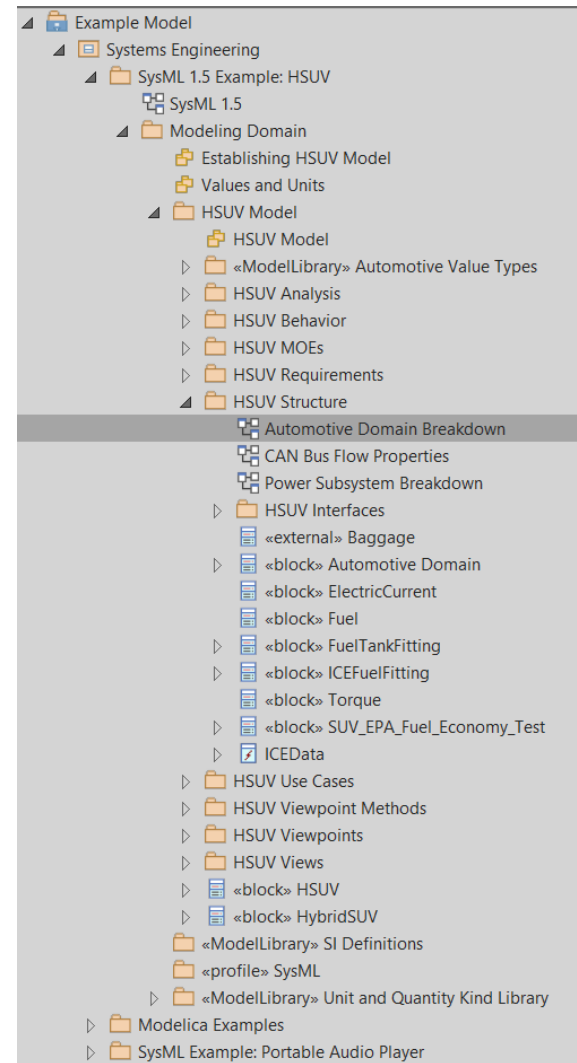 Example Model
Systems Engineering
SysML 1.5 Example: HSUV
SysML 1.5
Modeling Domain
Establishing HSUV Model
Values and Units
HSUV Model
HSUV Model
«ModelLibrary» Automotive Value Types
HSUV Analysis
HSUV Behavior
HSUV MOEs
HSUV Requirements
HSUV Structure
Automotive Domain Breakdown
CAN Bus Flow Properties
Power Subsystem Breakdown
HSUV Interfaces
«external» Baggage
«block» Automotive Domain
«block» ElectricCurrent
«block» Fuel
«block» FuelTankFitting
«block» ICEFuelFitting
«block» Torque
«block» SUV_EPA_Fuel_Economy_Test
ICEData
HSUV Use Cases
HSUV Viewpoint Methods
HSUV Viewpoints
HSUV Views
«block» HSUV
«block» HybridSUV
«ModelLibrary» SI Definitions
«profile» SysML
«ModelLibrary» Unit and Quantity Kind Library
Modelica Examples
SysML Example: Portable Audio Player